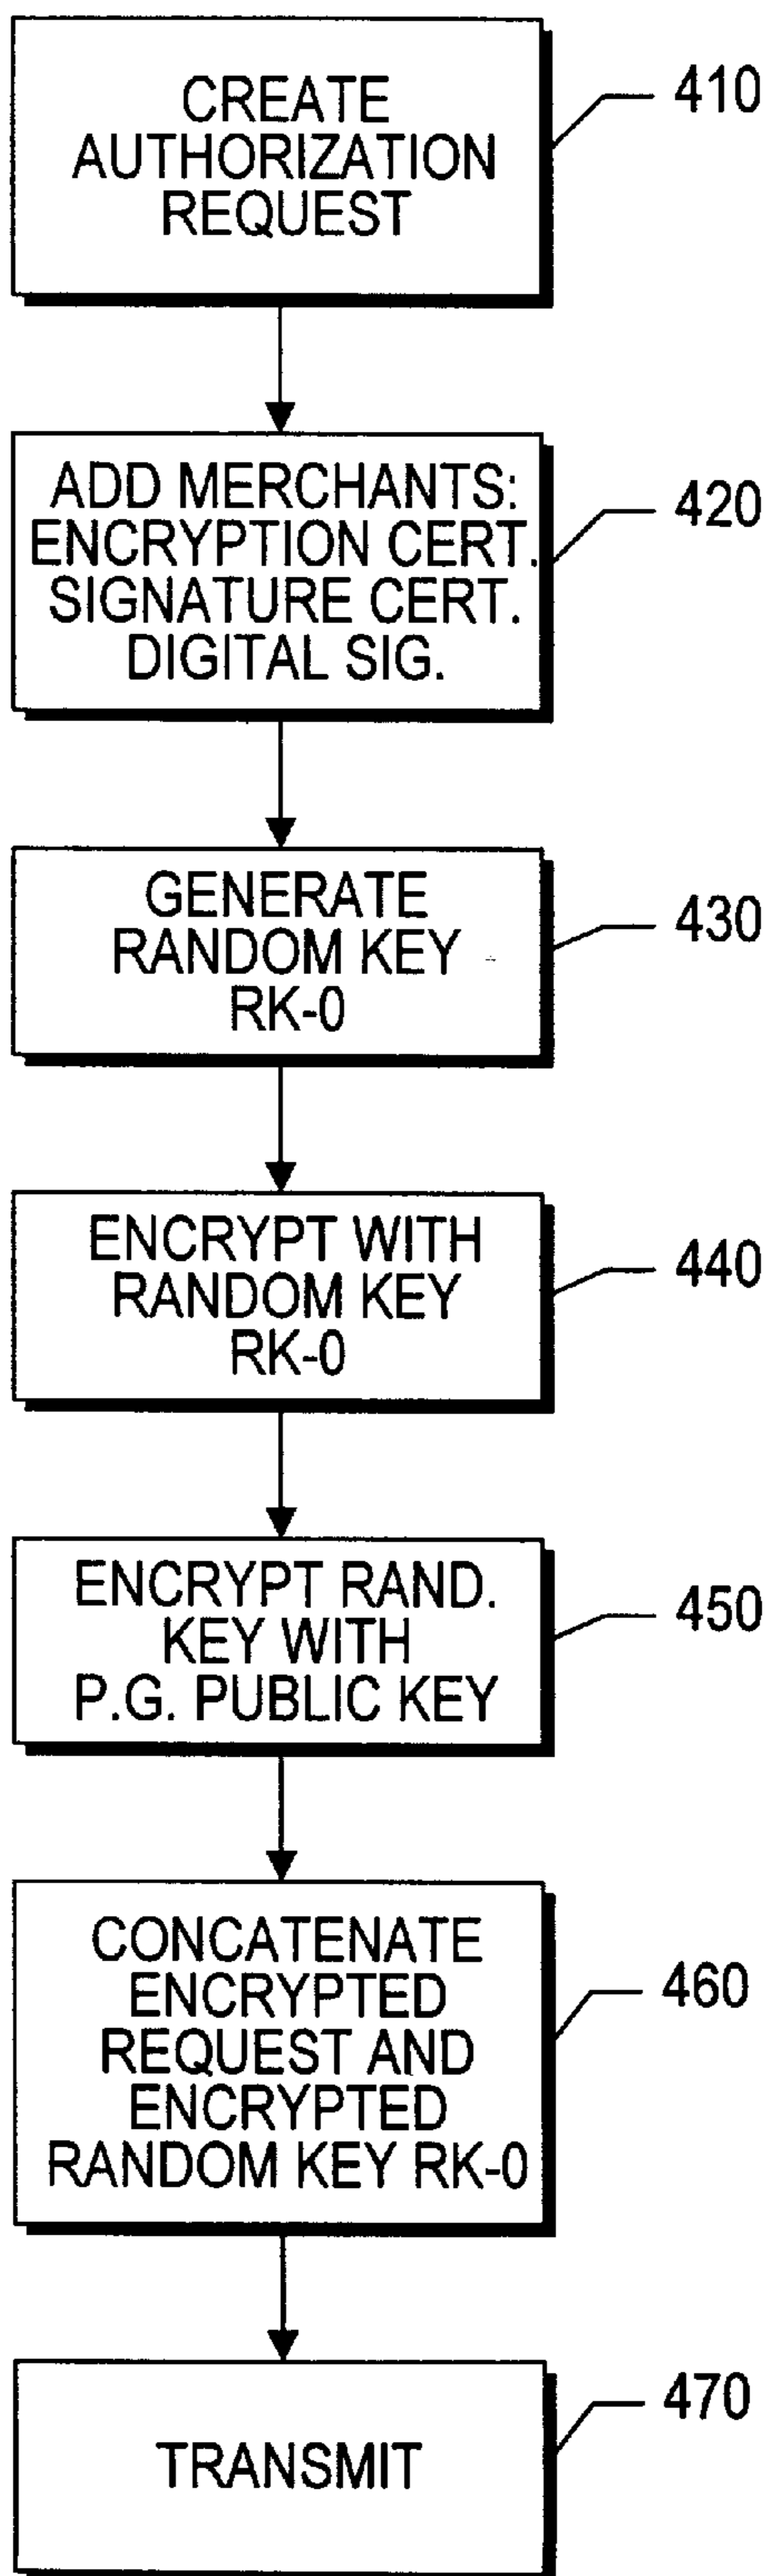 CREATE
AUTHORIZATION
REQUEST
410
ADD MERCHANTS:
ENCRYPTION CERT.
SIGNATURE CERT.
DIGITAL SIG.
420
GENERATE
RANDOM KEY
RK-0
430
ENCRYPT WITH
RANDOM KEY
RK-0
440
ENCRYPT RAND.
KEY WITH
P.G. PUBLIC KEY
450
CONCATENATE
ENCRYPTED
REQUEST AND
ENCRYPTED
RANDOM KEY RK-0
460
TRANSMIT
470